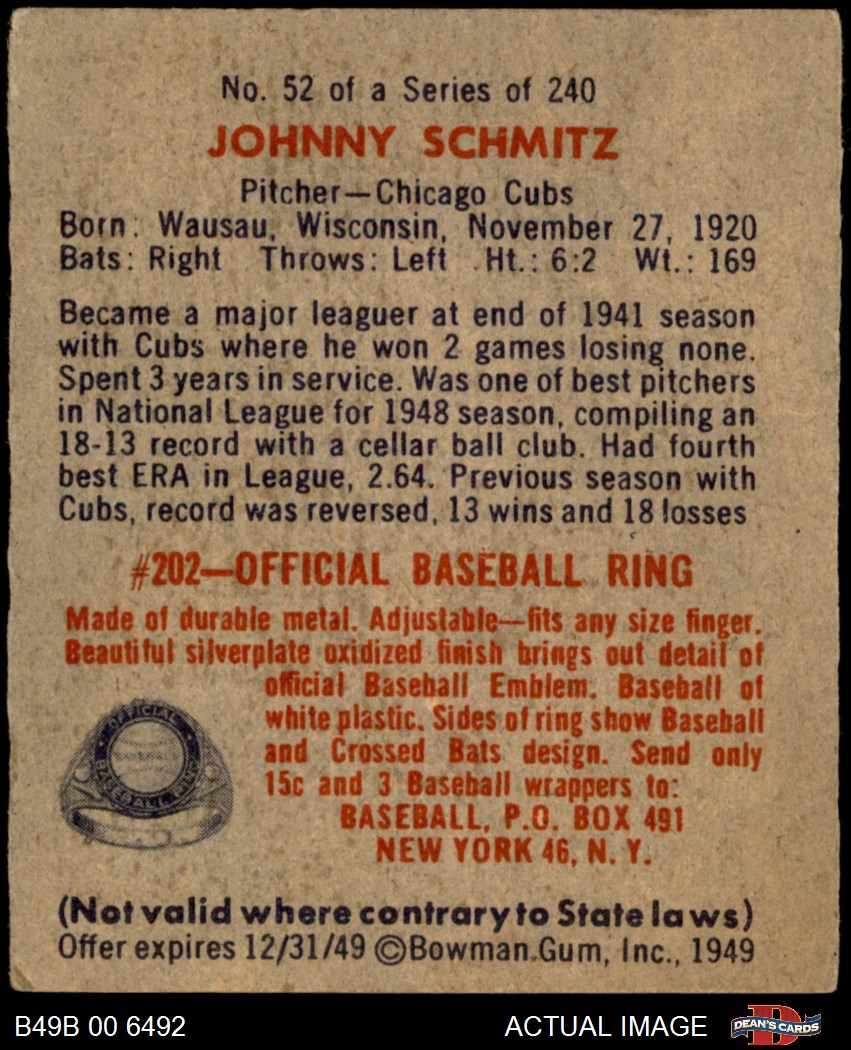 No. 52 of a Series of 240
JOHNNY SCHMITZ
Pitcher—Chicago Cubs
Born: Wausau, Wisconsin, November 27, 1920
Bats: Right Throws: Left Ht.: 6:2 Wt.: 169
Became a major leaguer at end of 1941 season
with Cubs where he won 2 games losing none.
Spent 3 years in service. Was one of best pitchers
in National League for 1948 season, compiling an
18-13 record with a cellar ball club. Had fourth
best ERA in League, 2.64. Previous season with
Cubs, record was reversed, 13 wins and 18 losses
#202—OFFICIAL BASEBALL RING
Made of durable metal. Adjustable—fits any size finger.
Beautiful silverplate oxidized finish brings out detail of
official Baseball Emblem. Baseball of
white plastic. Sides of ring show Baseball
and Crossed Bats design. Send only
15c and 3 Baseball wrappers to:
BASEBALL, P.O. BOX 491
NEW YORK 46, N. Y.
OFFICIAL
BASEBALL RING
(Not valid where contrary to State laws)
Offer expires 12/31/49 ©Bowman.Gum, Inc., 1949
B49B 00 6492
ACTUAL IMAGE
DEAN'S CARDS